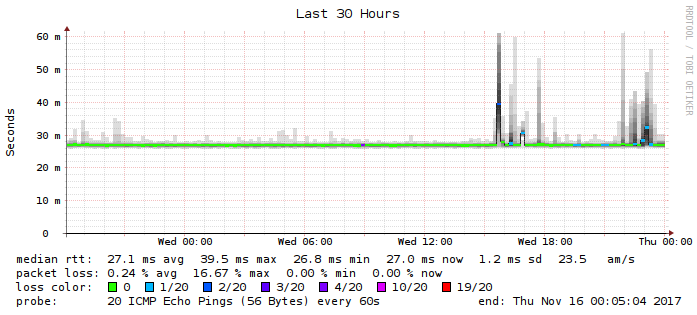 Last 30 Hours
RRDTOOL / TOBI OETIKER
Seconds
60 m
50 m
40 m
30 m
20 m
10 m
0
Wed 00:00 Wed 06:00 Wed 12:00 Wed 18:00 Thu 00:00
median rtt: 27.1 ms avg 39.5 ms max 26.8 ms min 27.0 ms now 1.2 ms sd 23.5 am/s
packet loss: 0.24 % avg 16.67 % max 0.00 % min 0.00 % now
loss color: 0 1/20 2/20 3/20 4/20 10/20 19/20
probe: 20 ICMP Echo Pings (56 Bytes) every 60s end: Thu Nov 16 00:05:04 2017